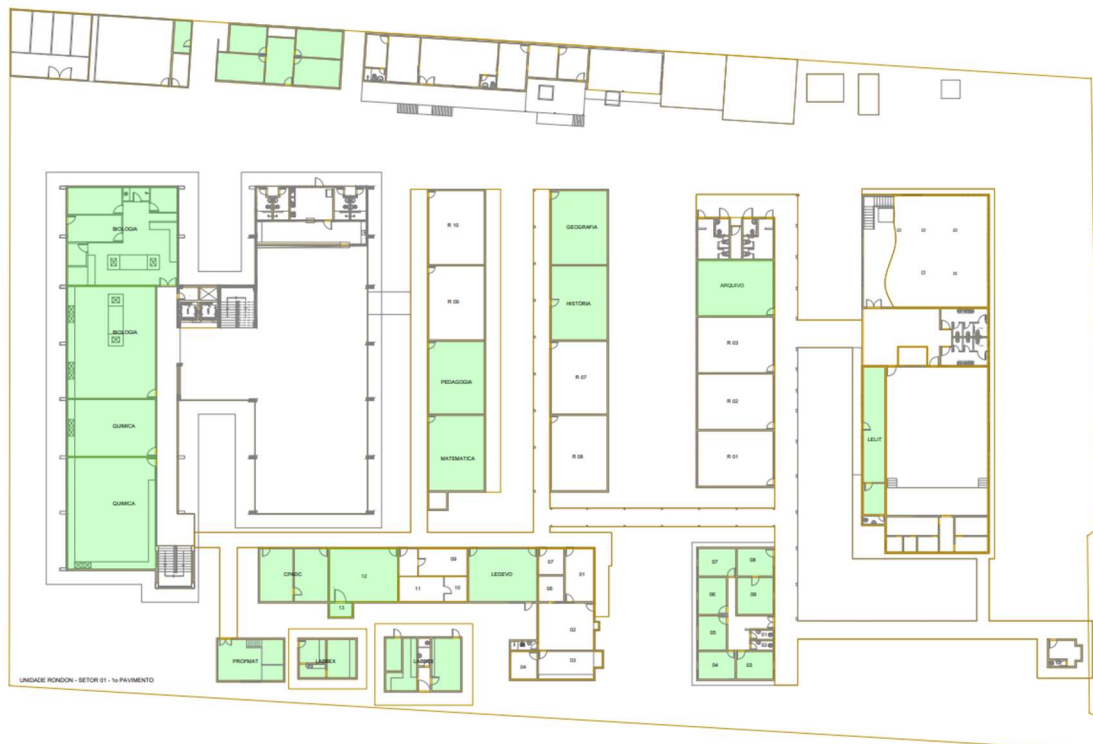 BIOLOGIA
BIOLOGIA
QUIMICA
QUIMICA
R 10
R 09
PEDAGOGIA
MATEMATICA
GEOGRAFIA
HISTÓRIA
R 07
R 08
ARQUIVO
R 03
R 02
R 01
LELIT
CPADC
12
13
11
09
10
LEDEVO
07
06
01
02
03
04
PROFMAT
07
08
06
09
05
04
03
01
02
UNIDADE RONDON - SETOR 01 - 1o PAVIMENTO